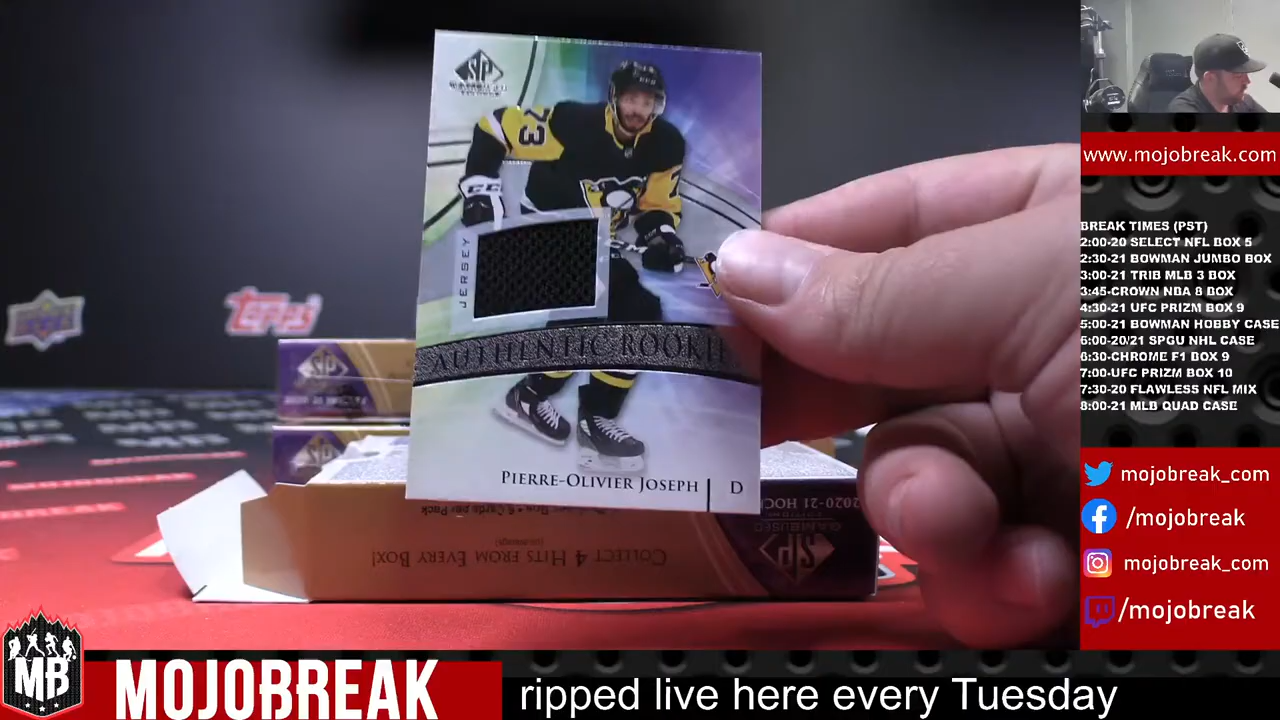 SP
73
CCM
JERSEY
AUTHENTIC ROOKIE
PIERRE-OLIVIER JOSEPH | D
topps
2020-21 HOCK
GAMEUSED
SP
COLLECT 4 HITS FROM EVERY BOX!
www.mojobreak.com
BREAK TIMES (PST)
2:00-20 SELECT NFL BOX 5
2:30-21 BOWMAN JUMBO BOX
3:00-21 TRIB MLB 3 BOX
3:45-CROWN NBA 8 BOX
4:30-21 UFC PRIZM BOX 9
5:00-21 BOWMAN HOBBY CASE
6:00-20/21 SPGU NHL CASE
6:30-CHROME F1 BOX 9
7:00-UFC PRIZM BOX 10
7:30-20 FLAWLESS NFL MIX
8:00-21 MLB QUAD CASE
mojobreak_com
/mojobreak
mojobreak_com
/mojobreak
MB
MOJOBREAK
ripped live here every Tuesday